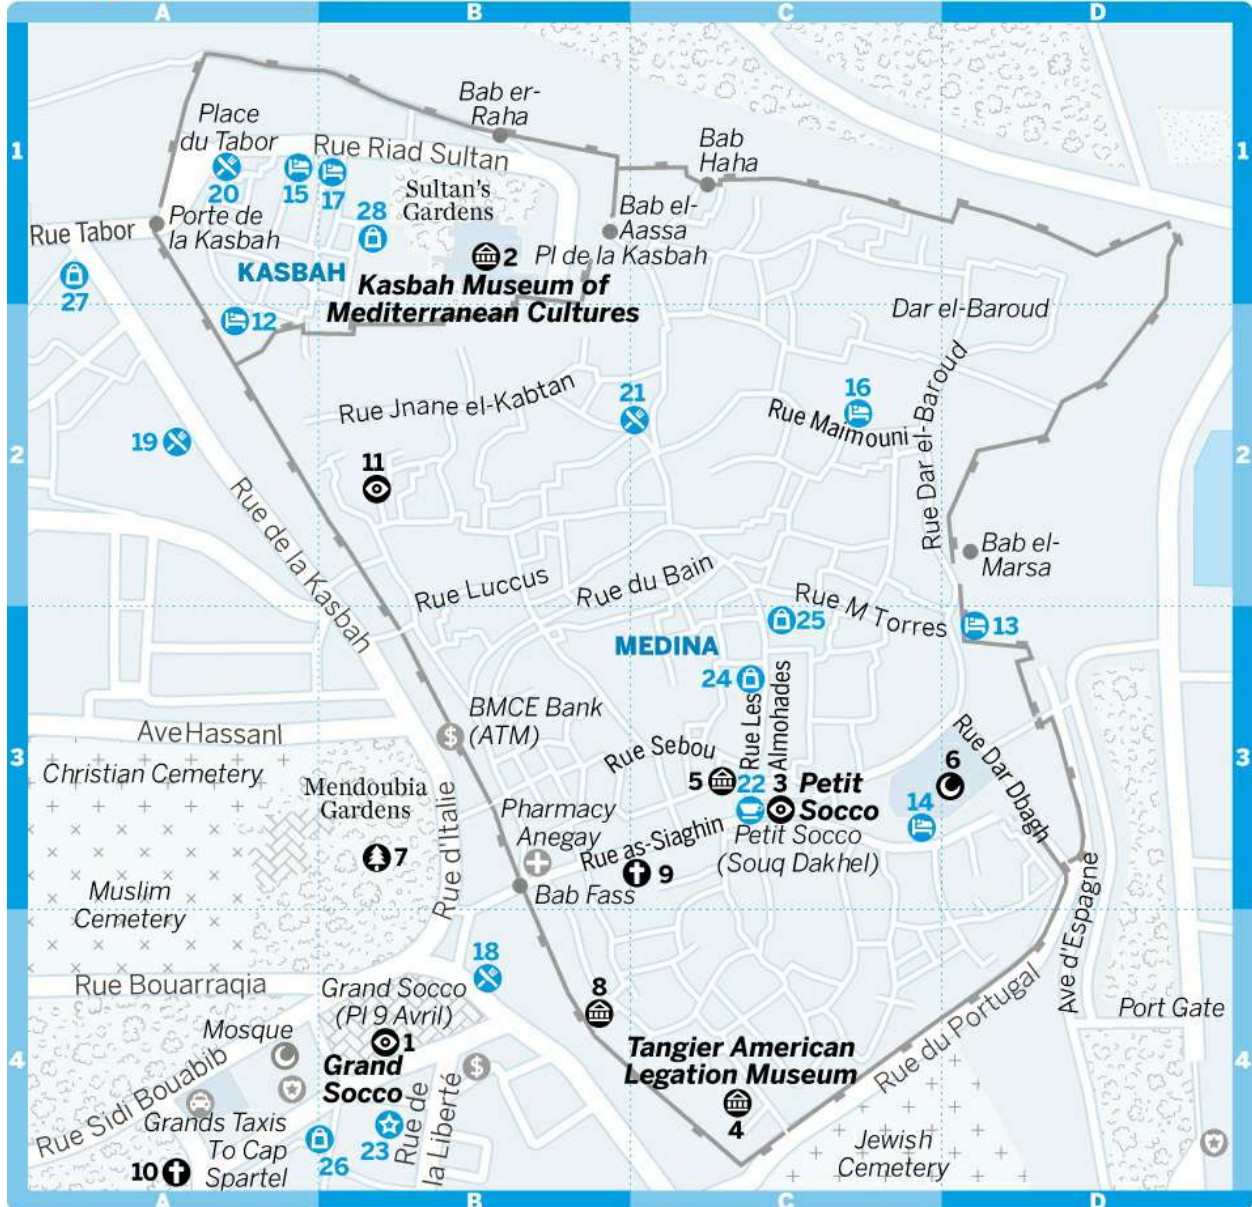 A
B
C
D
1
1
Place
du Tabor
Bab er-
Raha
Bab
Haha
Rue Riad Sultan
20
15
17
Sultan's
Gardens
28
Bab el-
Aassa
Porte de
la Kasbah
Rue Tabor
2
Pl de la Kasbah
KASBAH
27
Kasbah Museum of
Mediterranean Cultures
12
Dar el-Baroud
Rue Jnane el-Kabtan
21
16
Rue Maimouni
Rue Dar el-Baroud
19
11
2
2
Rue de la Kasbah
Bab el-
Marsa
Rue Luccus
Rue du Bain
Rue M Torres
25
13
MEDINA
24
Rue Les
Almohades
BMCE Bank
(ATM)
Ave Hassanl
Rue Sebou
Rue Dar Dbagh
3
3
Christian Cemetery
Mendoubia
Gardens
5
22
3
Petit
Socco
6
14
Pharmacy
Anegay
Rue d'Italie
Rue as-Siaghin
Petit Socco
(Souq Dakhel)
7
9
Muslim
Cemetery
Bab Fass
Ave d'Espagne
18
Rue Bouarraqia
Grand Socco
(Pl 9 Avril)
8
Rue du Portugal
Port Gate
Mosque
1
Grand
Socco
Tangier American
Legation Museum
4
4
Rue Sidi Bouabib
Rue de
la Liberté
Grands Taxis
To Cap
Spartel
23
26
4
Jewish
Cemetery
10
A
B
C
D